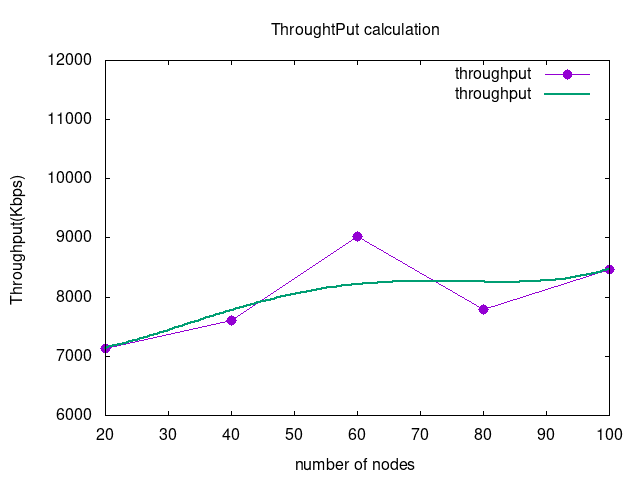 ThroughtPut calculation
throughput
throughput
12000
11000
10000
9000
8000
7000
6000
Throughput(Kbps)
20 30 40 50 60 70 80 90 100
number of nodes